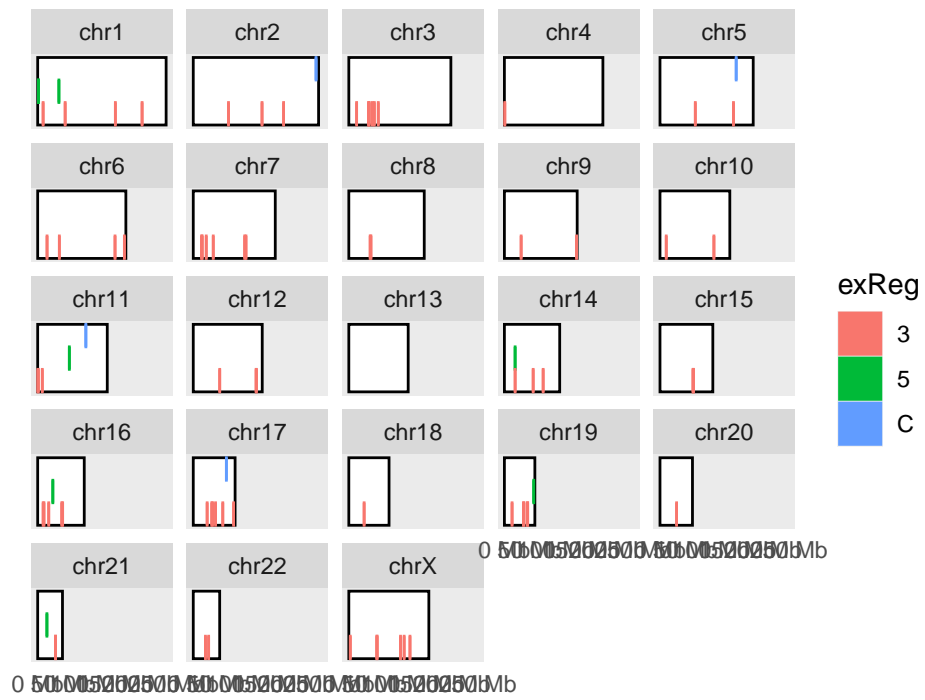 chr1 chr2 chr3 chr4 chr5
chr6 chr7 chr8 chr9 chr10
chr11 chr12 chr13 chr14 chr15
chr16 chr17 chr18 chr19 chr20
chr21 chr22 chrX
exReg
3
5
C